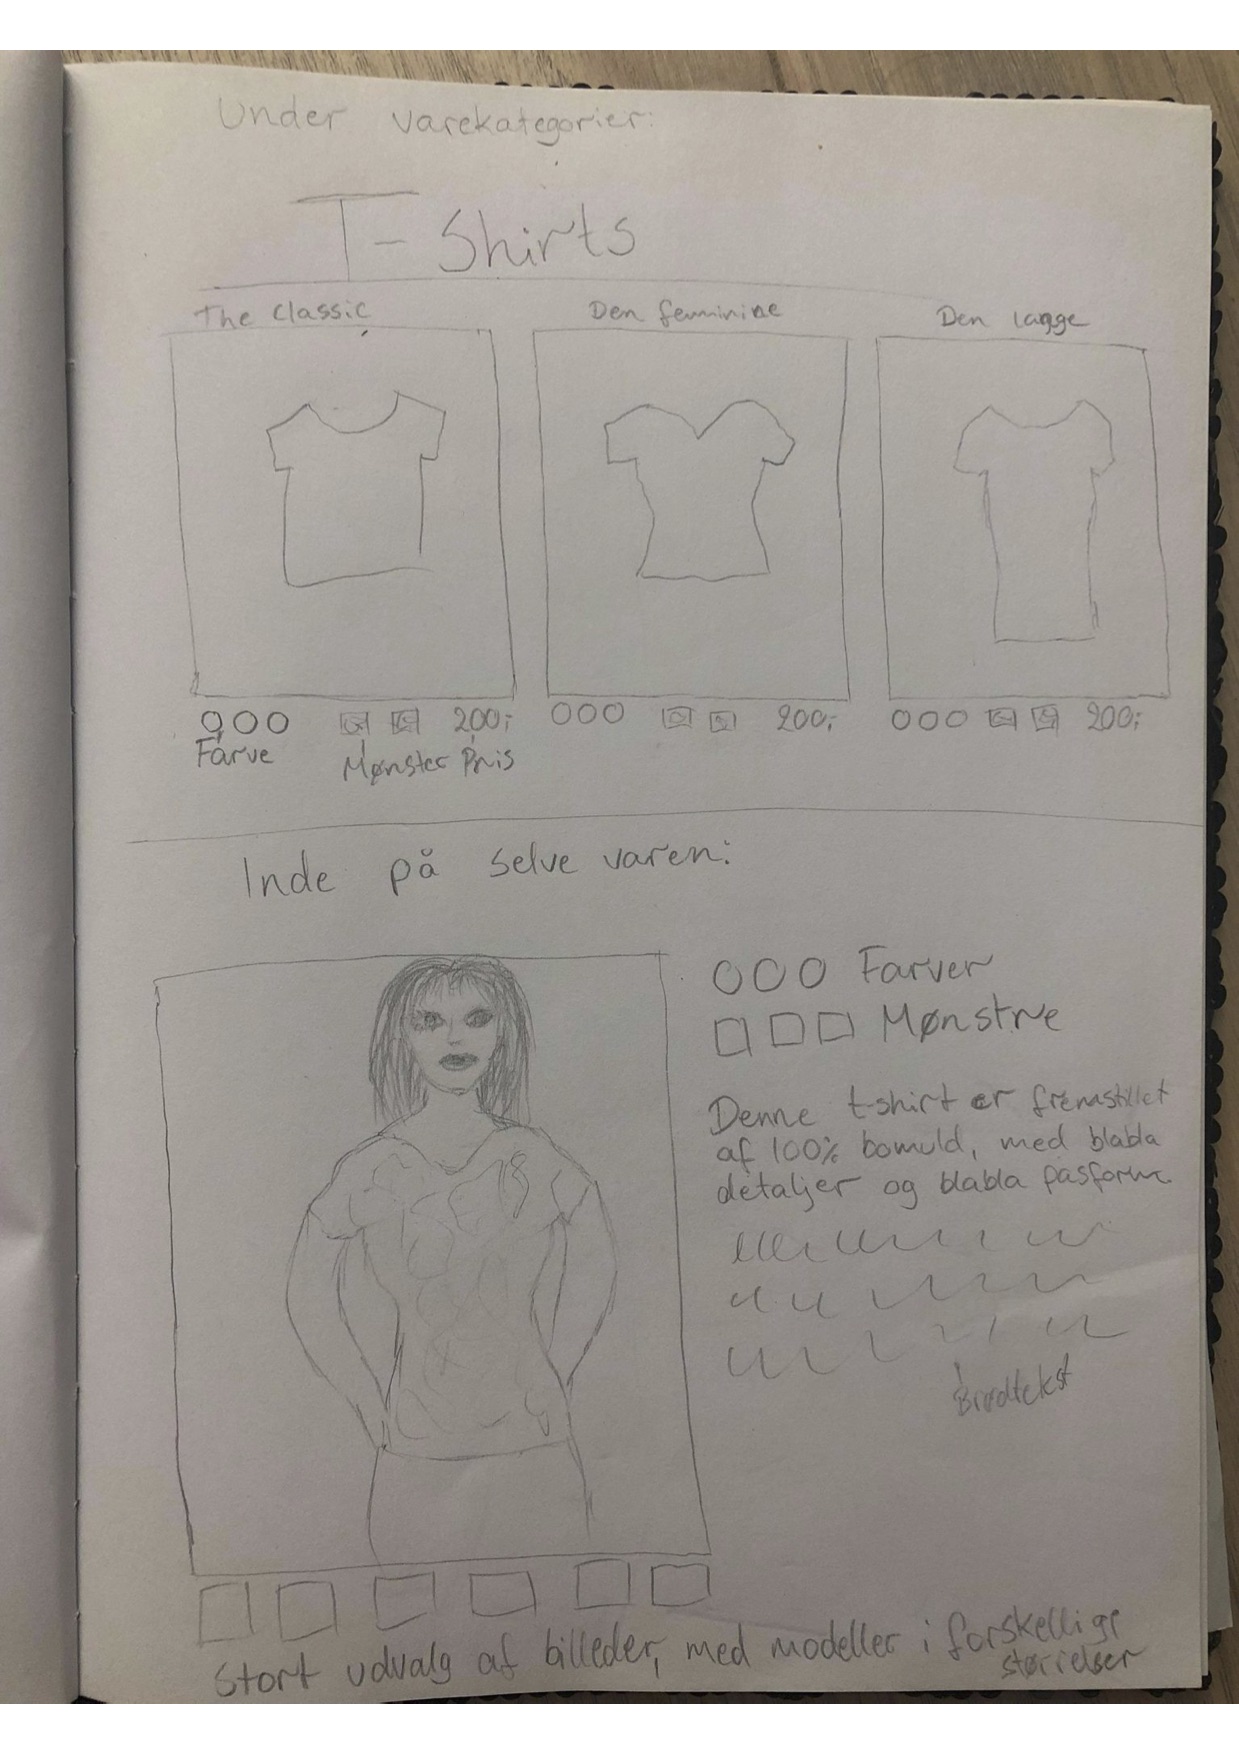 Under varekategorier:
T-Shirts
The Classic
Den feminine
Den lagge
200,-
200,-
200,-
Farve
Mønster
Pris
Inde på selve varen:
Farver
Mønstre
Denne t-shirt er fremstillet
af 100% bomuld, med blabla
detaljer og blabla pasform.
Brødtekst
Stort udvalg af billeder, med modeller i forskellige
størrelser